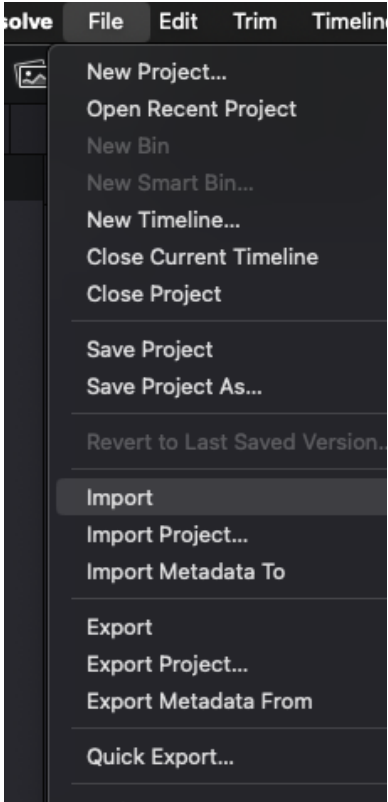 solve File Edit Trim Timeline
New Project...
Open Recent Project
New Bin
New Smart Bin...
New Timeline...
Close Current Timeline
Close Project
Save Project
Save Project As...
Revert to Last Saved Version..
Import
Import Project...
Import Metadata To
Export
Export Project...
Export Metadata From
Quick Export...